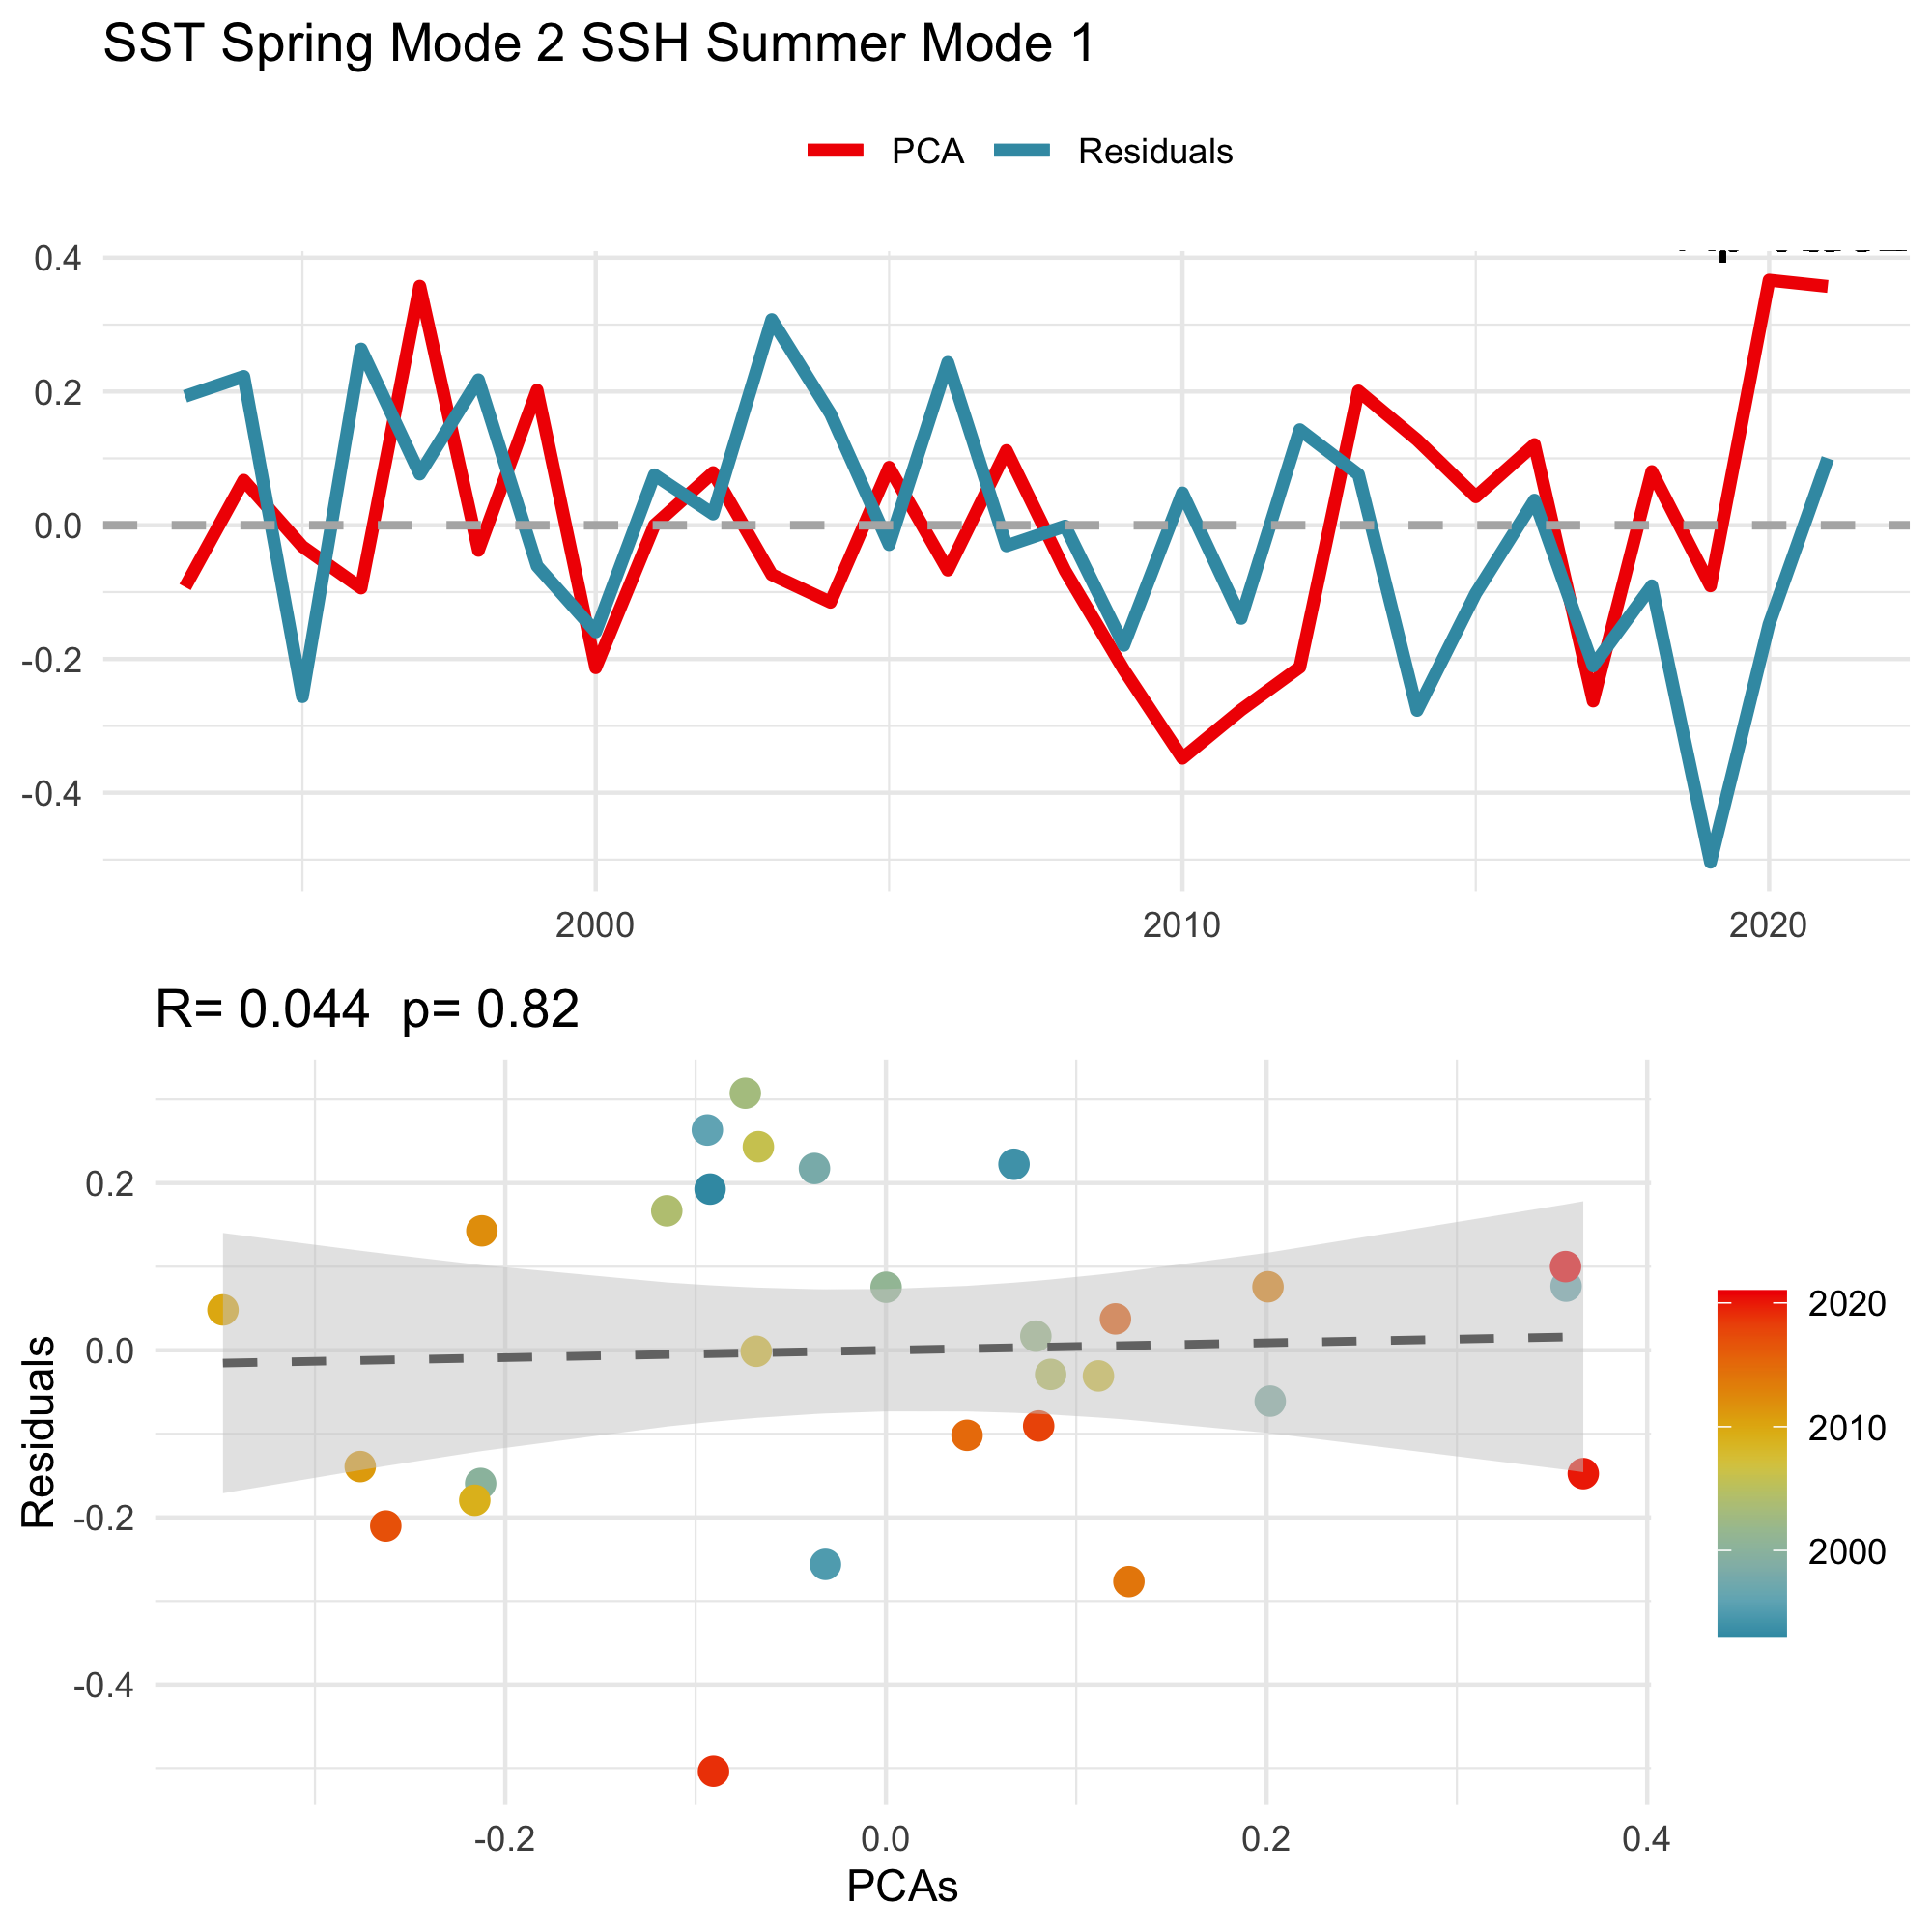 SST Spring Mode 2 SSH Summer Mode 1
PCA Residuals
0.4
0.2
0.0
-0.2
-0.4
2000 2010 2020
R= 0.044 p= 0.82
Residuals
0.2
0.0
-0.2
-0.4
-0.2 0.0 0.2 0.4
PCAs
2020
2010
2000